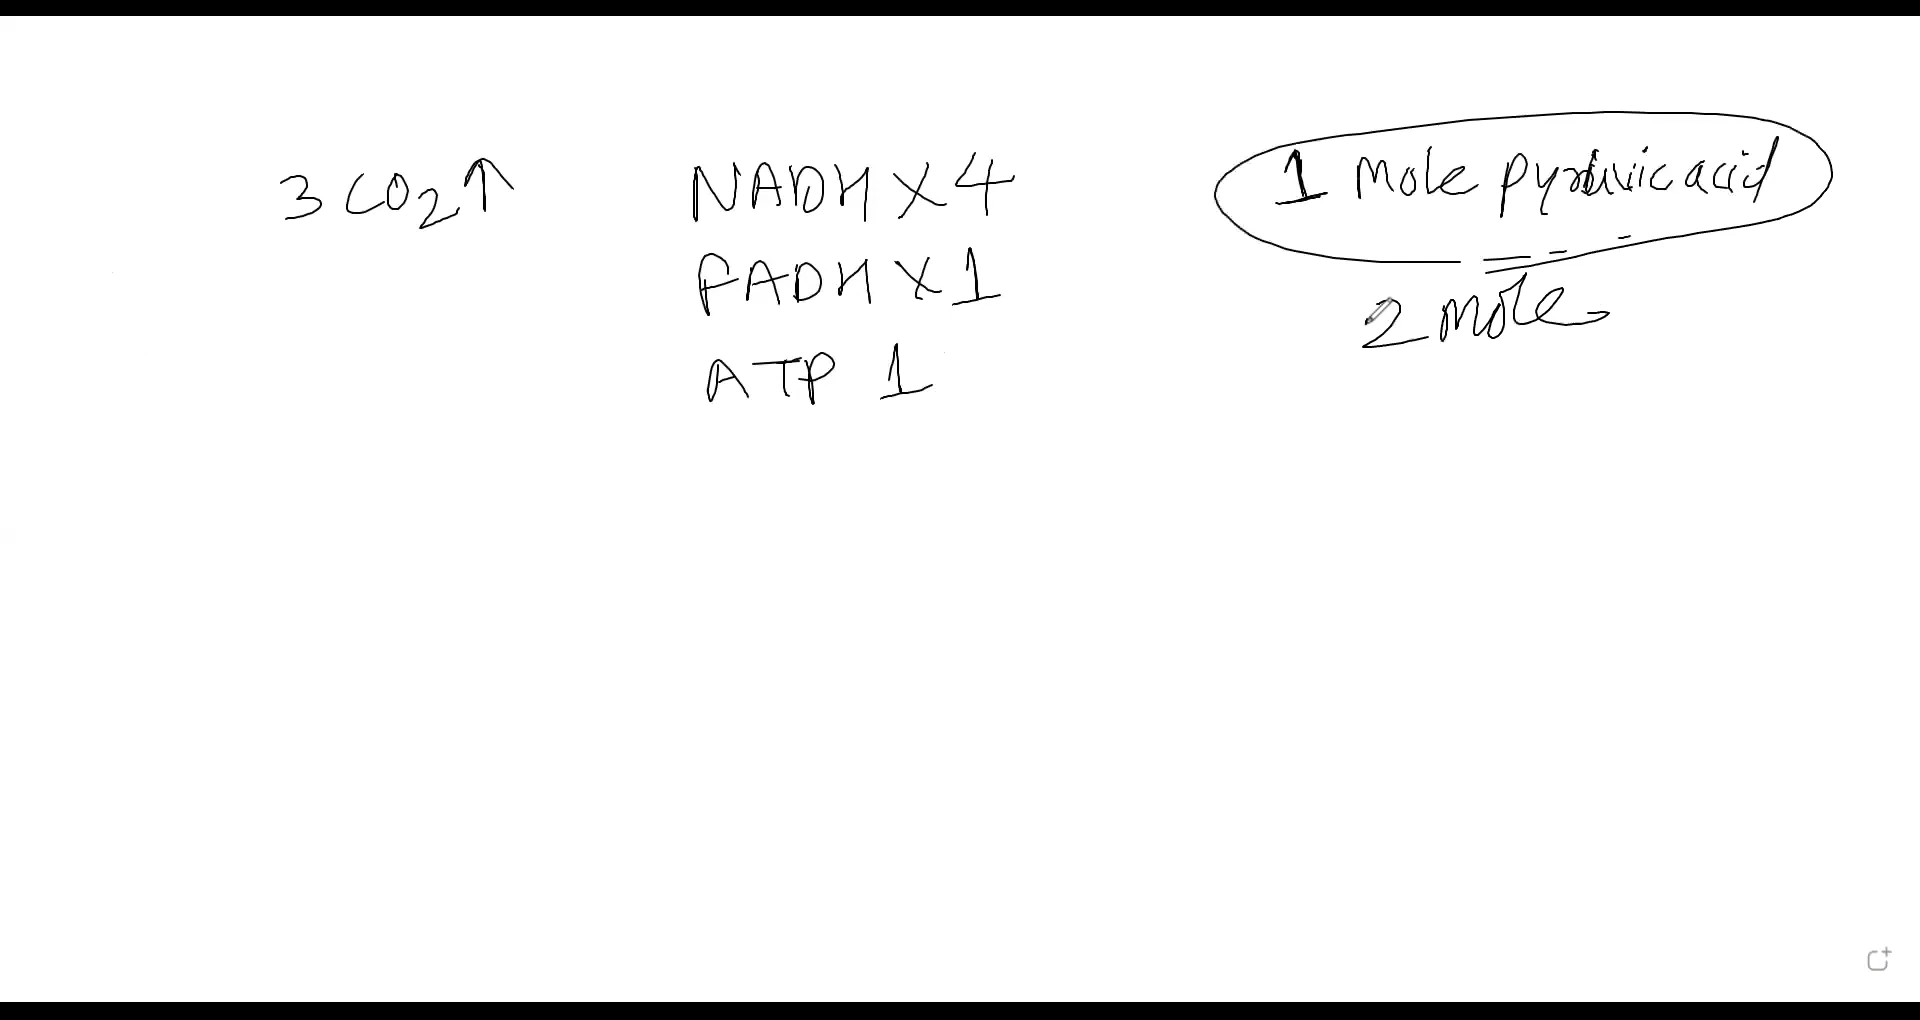 3 CO2↑
NADH X 4
FADH X 1
ATP 1
1 Mole pyruvic acid
2 mole